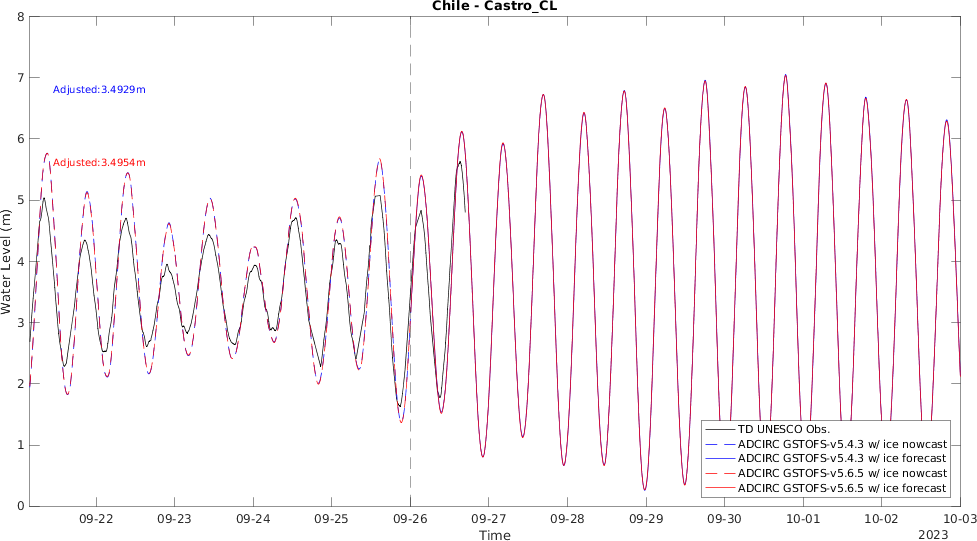 Chile - Castro_CL
8
7
6
5
4
3
2
1
0
Water Level (m)
Adjusted:3.4929m
Adjusted:3.4954m
TD UNESCO Obs.
ADCIRC GSTOFS-v5.4.3 w/ ice nowcast
ADCIRC GSTOFS-v5.4.3 w/ ice forecast
ADCIRC GSTOFS-v5.6.5 w/ ice nowcast
ADCIRC GSTOFS-v5.6.5 w/ ice forecast
09-22 09-23 09-24 09-25 09-26 09-27 09-28 09-29 09-30 10-01 10-02 10-03
Time
2023